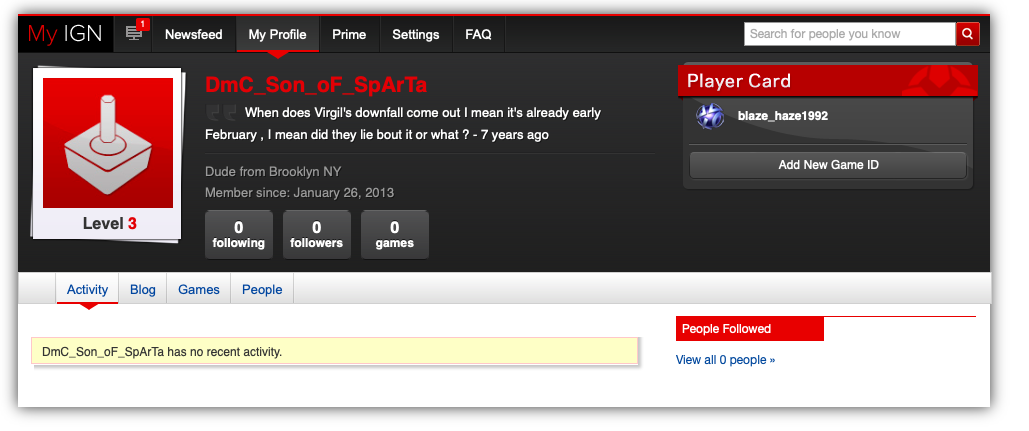 My IGN
1
Newsfeed
My Profile
Prime
Settings
FAQ
Search for people you know
DmC_Son_oF_SpArTa
When does Virgil's downfall come out I mean it's already early
February , I mean did they lie bout it or what ? - 7 years ago
Dude from Brooklyn NY
Member since: January 26, 2013
0
following
0
followers
0
games
Level 3
Player Card
blaze_haze1992
Add New Game ID
Activity
Blog
Games
People
DmC_Son_oF_SpArTa has no recent activity.
People Followed
View all 0 people »